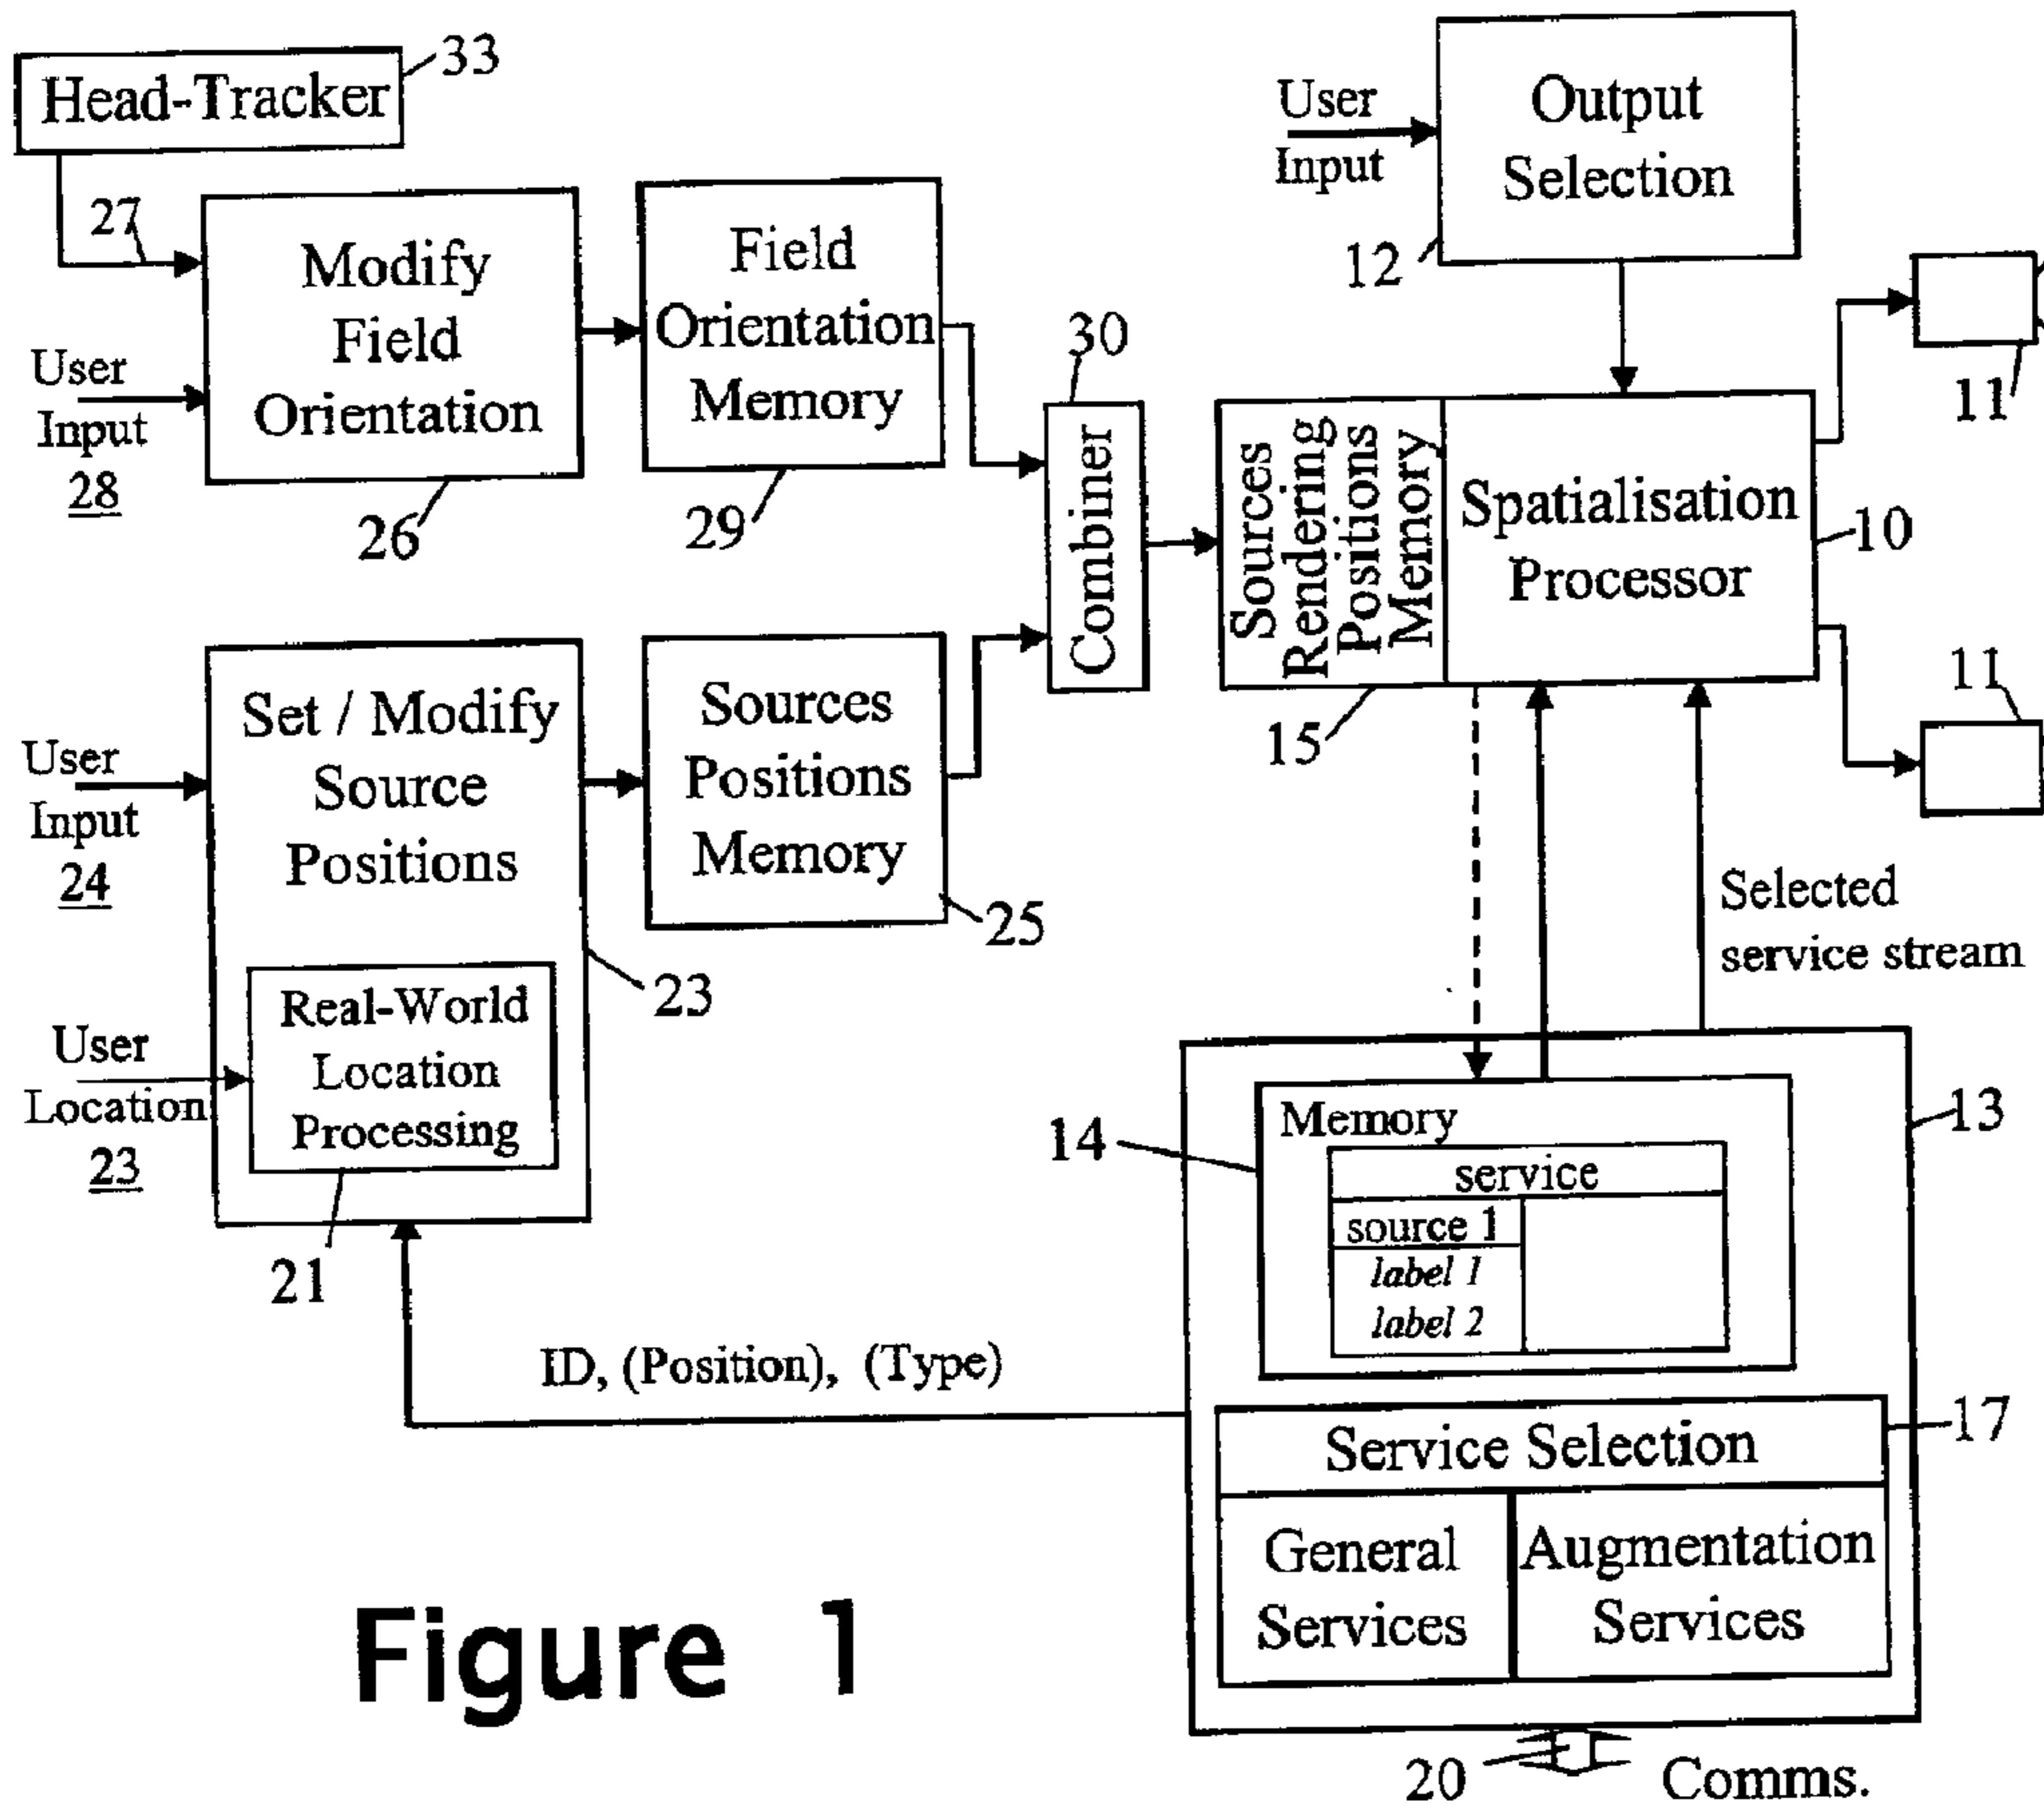 Head-Tracker
33
27
User
Input
28
Modify
Field
Orientation
26
Field
Orientation
Memory
29
30
Combiner
User
Input
Output
Selection
12
11
Sources
Rendering
Positions
Memory
15
Spatialisation
Processor
10
11
User
Input
24
Set / Modify
Source
Positions
23
Sources
Positions
Memory
25
User
Location
23
Real-World
Location
Processing
21
Selected
service stream
13
14
Memory
service
source 1
label 1
label 2
ID, (Position), (Type)
17
Service Selection
General
Services
Augmentation
Services
20
Comms.
Figure 1